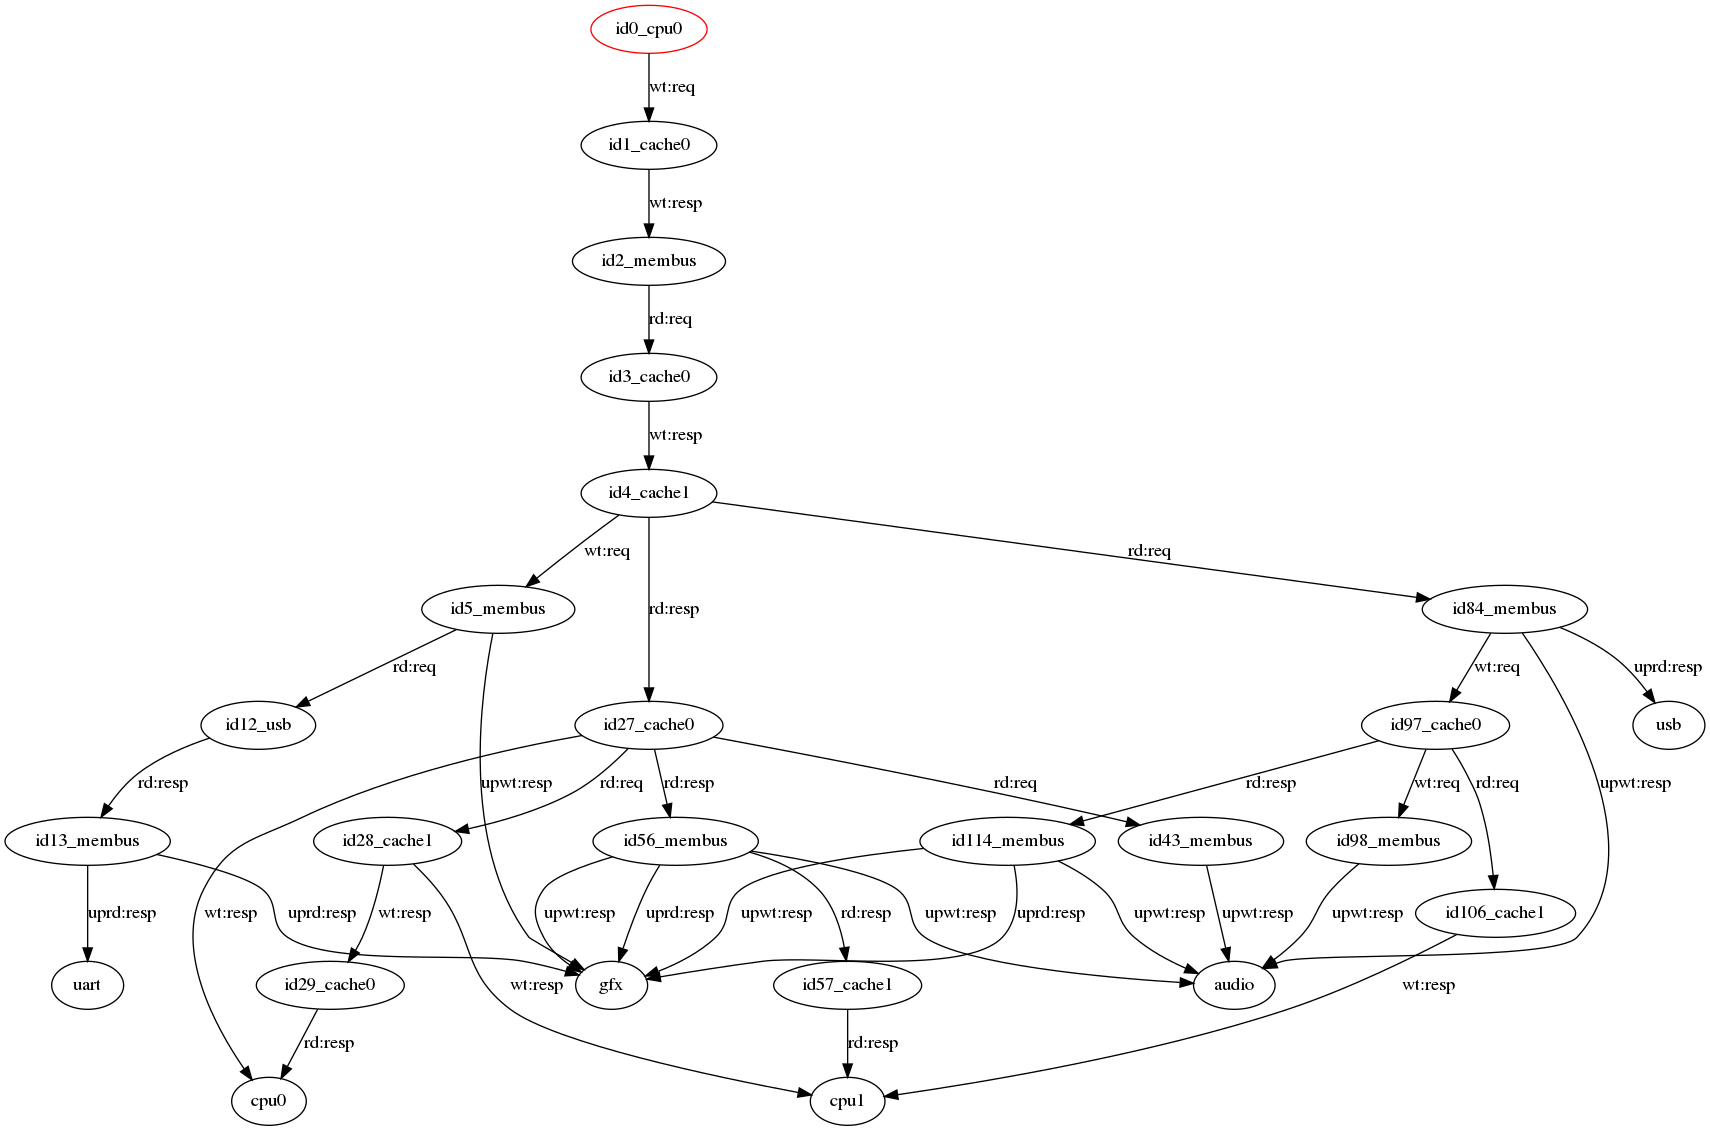 id0_cpu0
wt:req
id1_cache0
wt:resp
id2_membus
rd:req
id3_cache0
wt:resp
id4_cache1
wt:req
rd:req
id5_membus
rd:resp
id84_membus
rd:req
wt:req
uprd:resp
id12_usb
id27_cache0
id97_cache0
usb
rd:resp
upwt:resp
rd:req
rd:resp
rd:req
rd:resp
wt:req
rd:req
upwt:resp
id13_membus
id28_cache1
id56_membus
id114_membus
id43_membus
id98_membus
uprd:resp
wt:resp
uprd:resp
wt:resp
upwt:resp
uprd:resp
upwt:resp
rd:resp
upwt:resp
uprd:resp
upwt:resp
upwt:resp
upwt:resp
id106_cache1
uart
id29_cache0
wt:resp
gfx
id57_cache1
audio
wt:resp
rd:resp
rd:resp
cpu0
cpu1